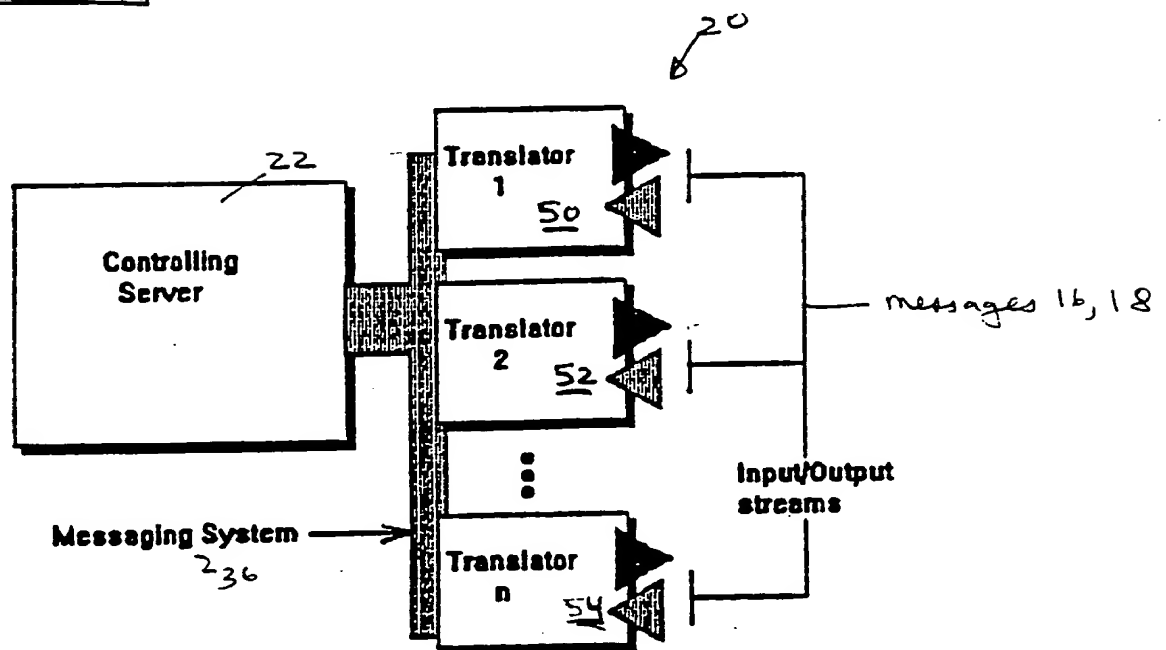 20
22
Controlling
Server
Translator
1
50
Translator
2
52
messages 16, 18
Input/Output
streams
Messaging System
236
Translator
n
54